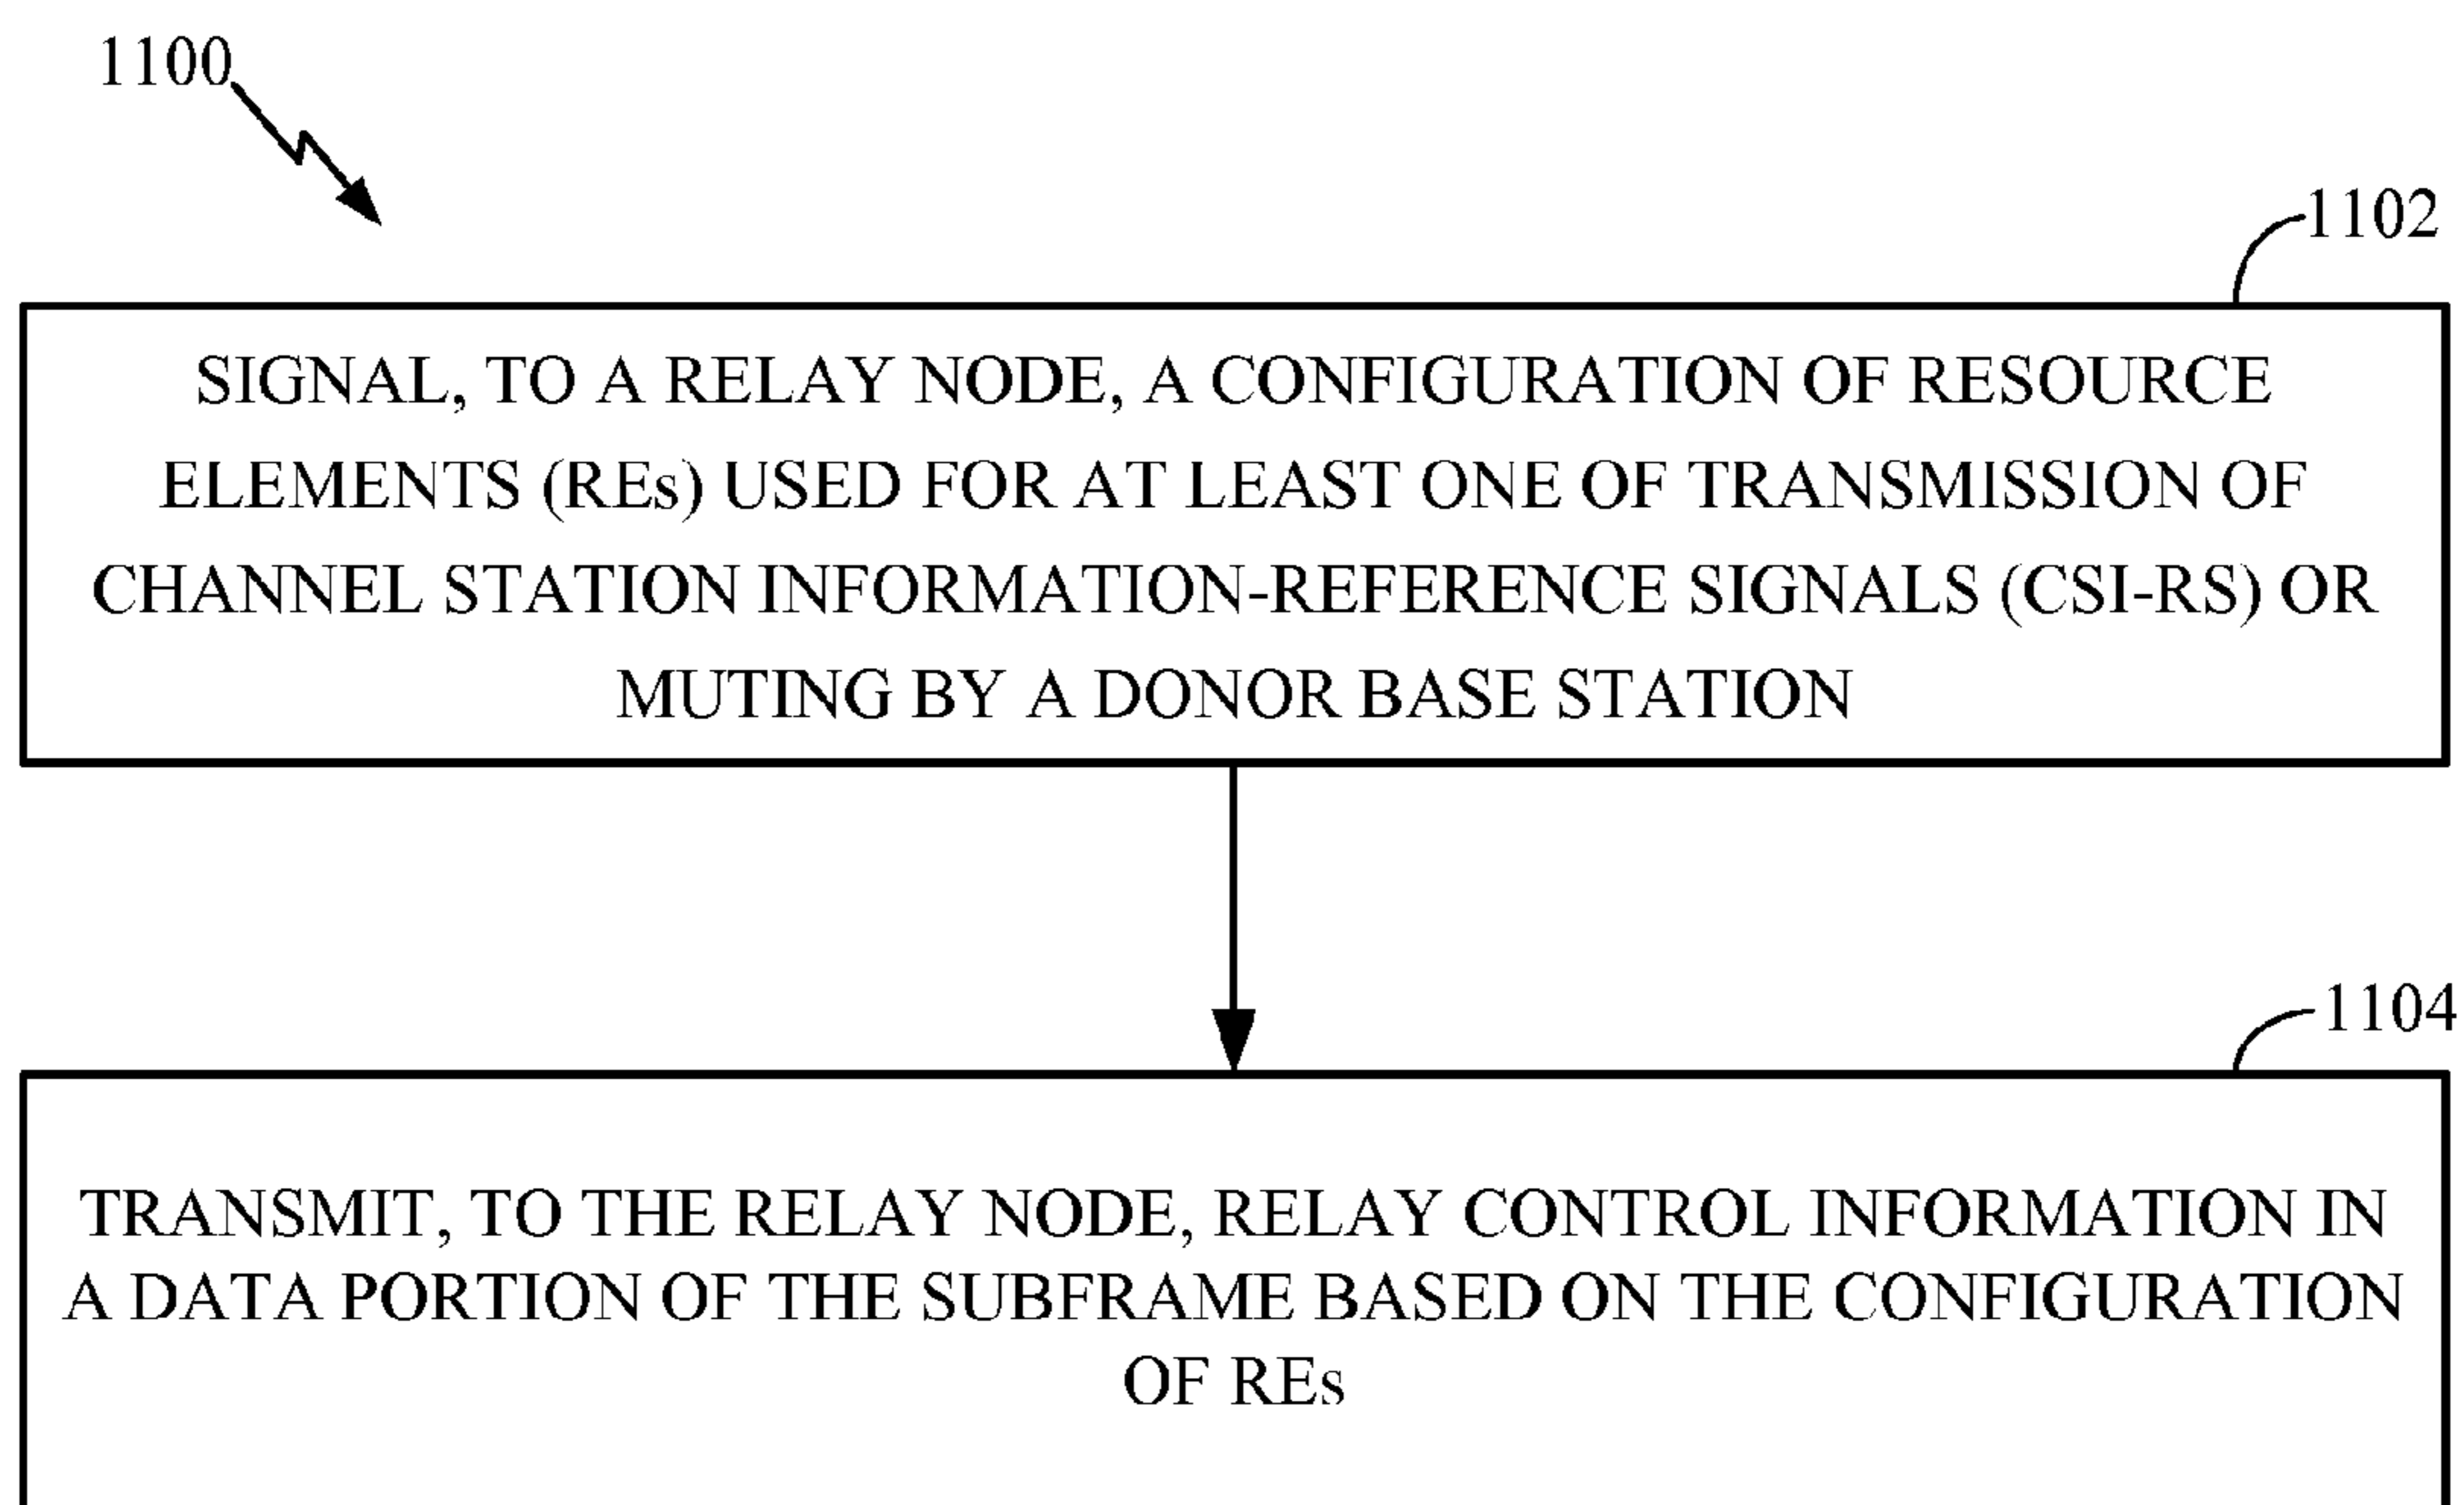 1100
1102
SIGNAL, TO A RELAY NODE, A CONFIGURATION OF RESOURCE
ELEMENTS (REs) USED FOR AT LEAST ONE OF TRANSMISSION OF
CHANNEL STATION INFORMATION-REFERENCE SIGNALS (CSI-RS) OR
MUTING BY A DONOR BASE STATION
1104
TRANSMIT, TO THE RELAY NODE, RELAY CONTROL INFORMATION IN
A DATA PORTION OF THE SUBFRAME BASED ON THE CONFIGURATION
OF REs